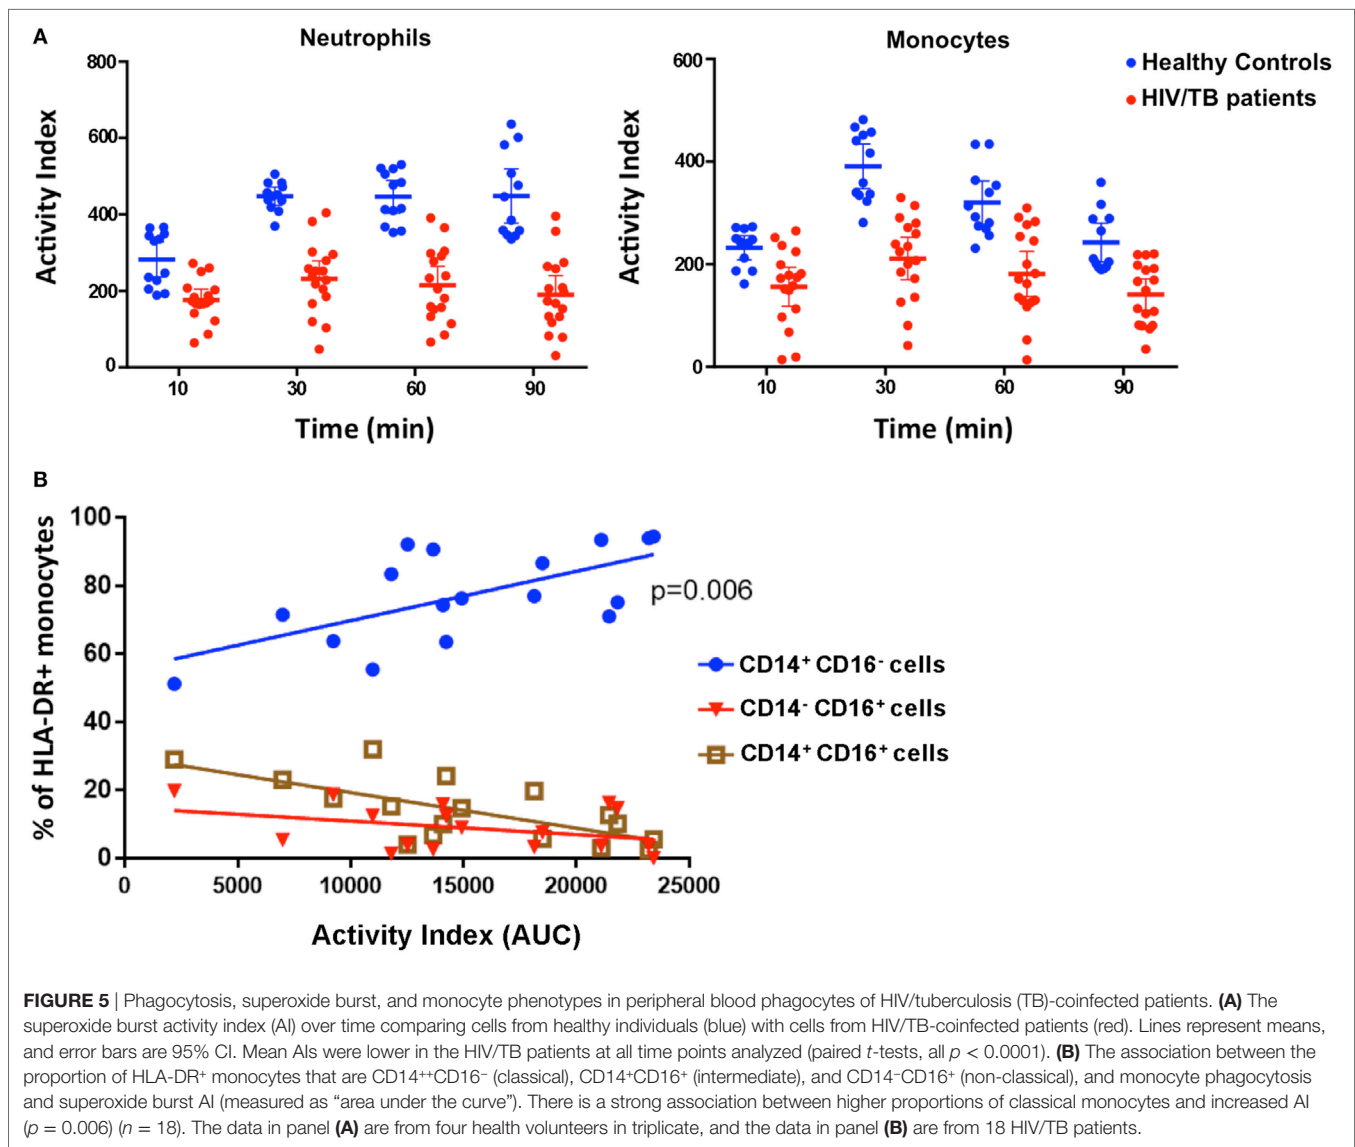 A
Neutrophils
Monocytes
Healthy Controls
HIV/TB patients
Activity Index
800
600
400
200
0
10 30 60 90
Time (min)
Activity Index
600
400
200
0
10 30 60 90
Time (min)
B
% of HLA-DR+ monocytes
100
80
60
40
20
0
0 5000 10000 15000 20000 25000
Activity Index (AUC)
p=0.006
CD14⁺ CD16⁻ cells
CD14⁻ CD16⁺ cells
CD14⁺ CD16⁺ cells
FIGURE 5 | Phagocytosis, superoxide burst, and monocyte phenotypes in peripheral blood phagocytes of HIV/tuberculosis (TB)-coinfected patients. (A) The
superoxide burst activity index (AI) over time comparing cells from healthy individuals (blue) with cells from HIV/TB-coinfected patients (red). Lines represent means,
and error bars are 95% CI. Mean AIs were lower in the HIV/TB patients at all time points analyzed (paired t-tests, all p < 0.0001). (B) The association between the
proportion of HLA-DR⁺ monocytes that are CD14⁺⁺CD16⁻ (classical), CD14⁺CD16⁺ (intermediate), and CD14⁻CD16⁺ (non-classical), and monocyte phagocytosis
and superoxide burst AI (measured as “area under the curve”). There is a strong association between higher proportions of classical monocytes and increased AI
(p = 0.006) (n = 18). The data in panel (A) are from four health volunteers in triplicate, and the data in panel (B) are from 18 HIV/TB patients.